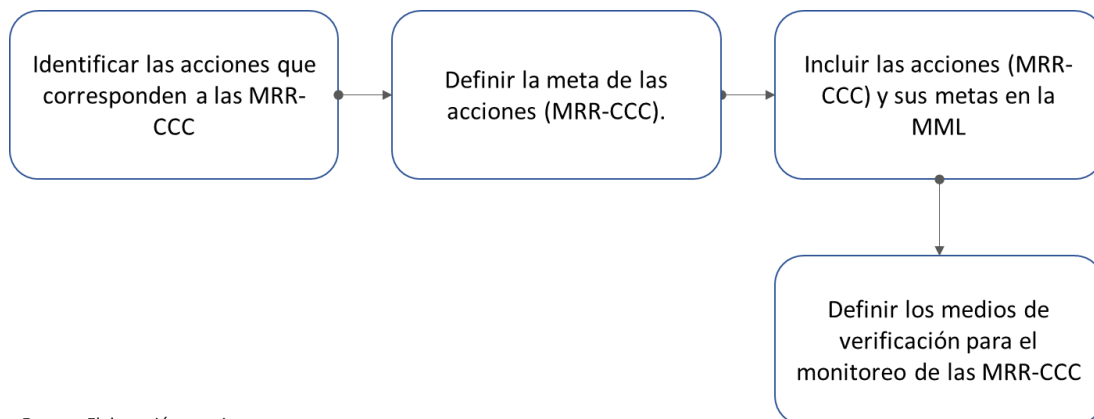 Identificar las acciones que
corresponden a las MRR-
CCC
Definir la meta de las
acciones (MRR-CCC).
Incluir las acciones (MRR-
CCC) y sus metas en la
MML
Definir los medios de
verificación para el
monitoreo de las MRR-CCC